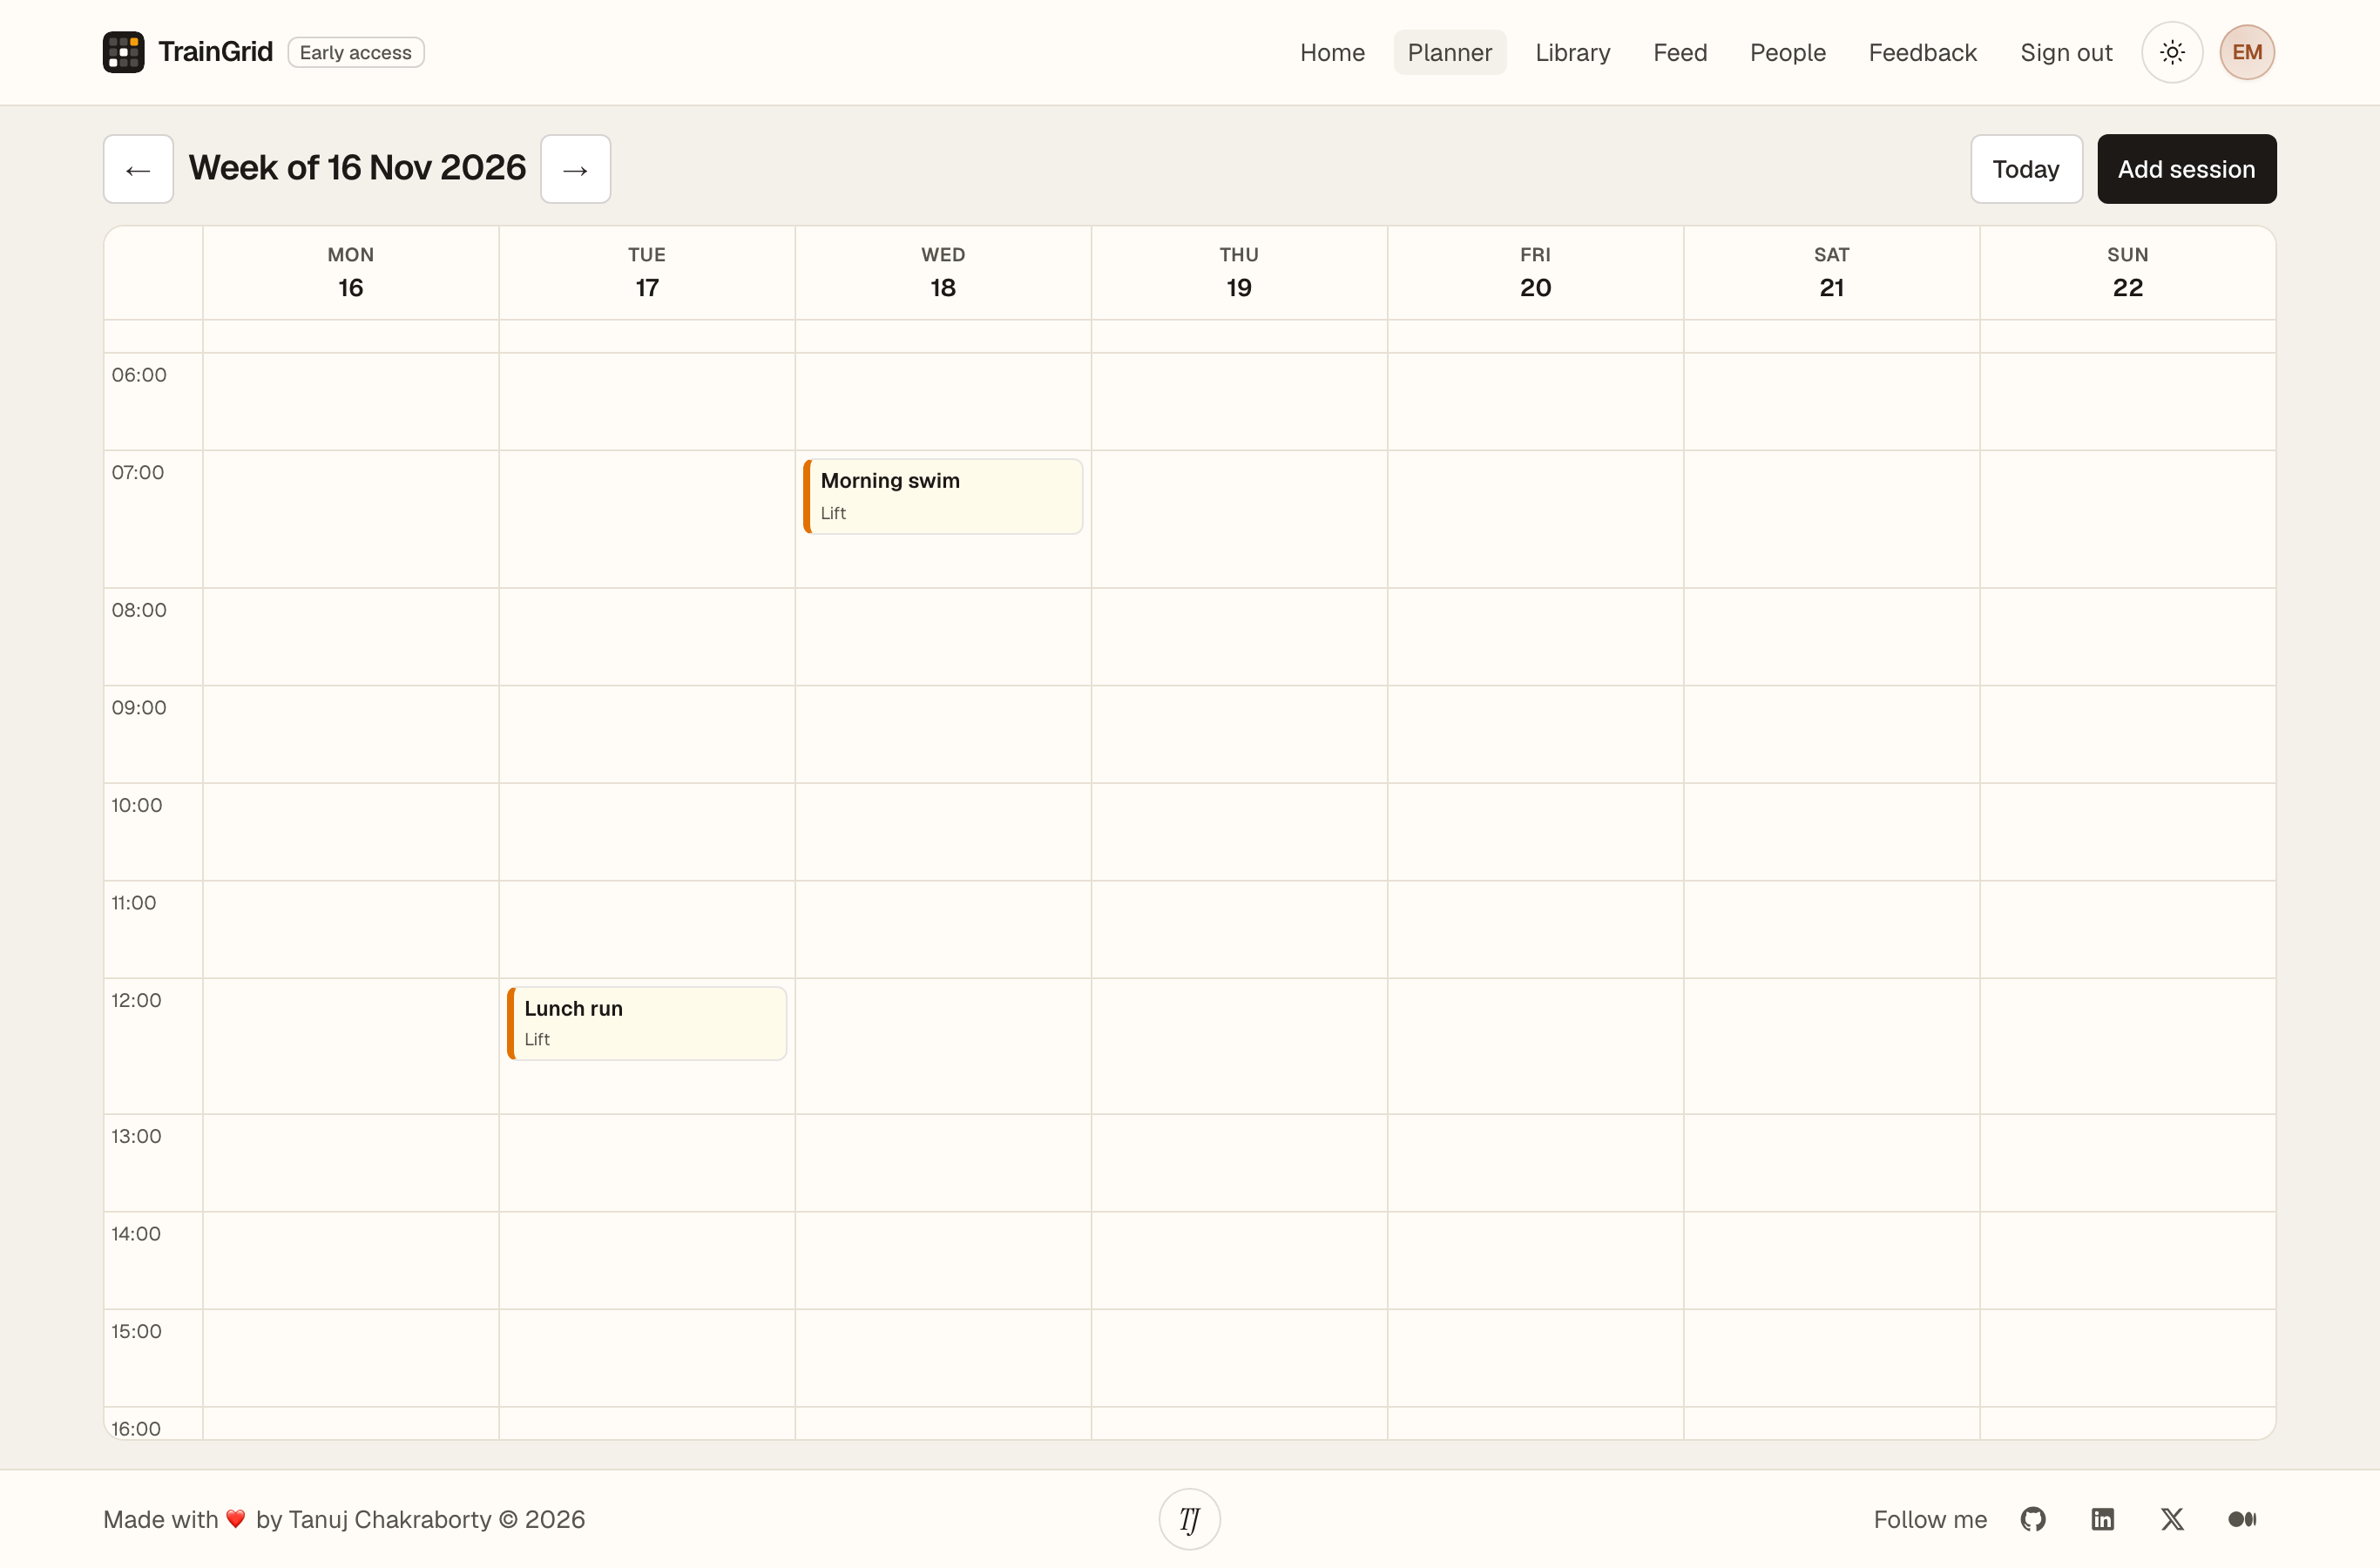 TrainGrid Early access Home Planner Library Feed People Feedback Sign out EM
← Week of 16 Nov 2026 → Today Add session
MON TUE WED THU FRI SAT SUN
16 17 18 19 20 21 22
06:00
07:00 Morning swim
Lift
08:00
09:00
10:00
11:00
12:00 Lunch run
Lift
13:00
14:00
15:00
16:00
Made with ❤️ by Tanuj Chakraborty © 2026 TJ Follow me